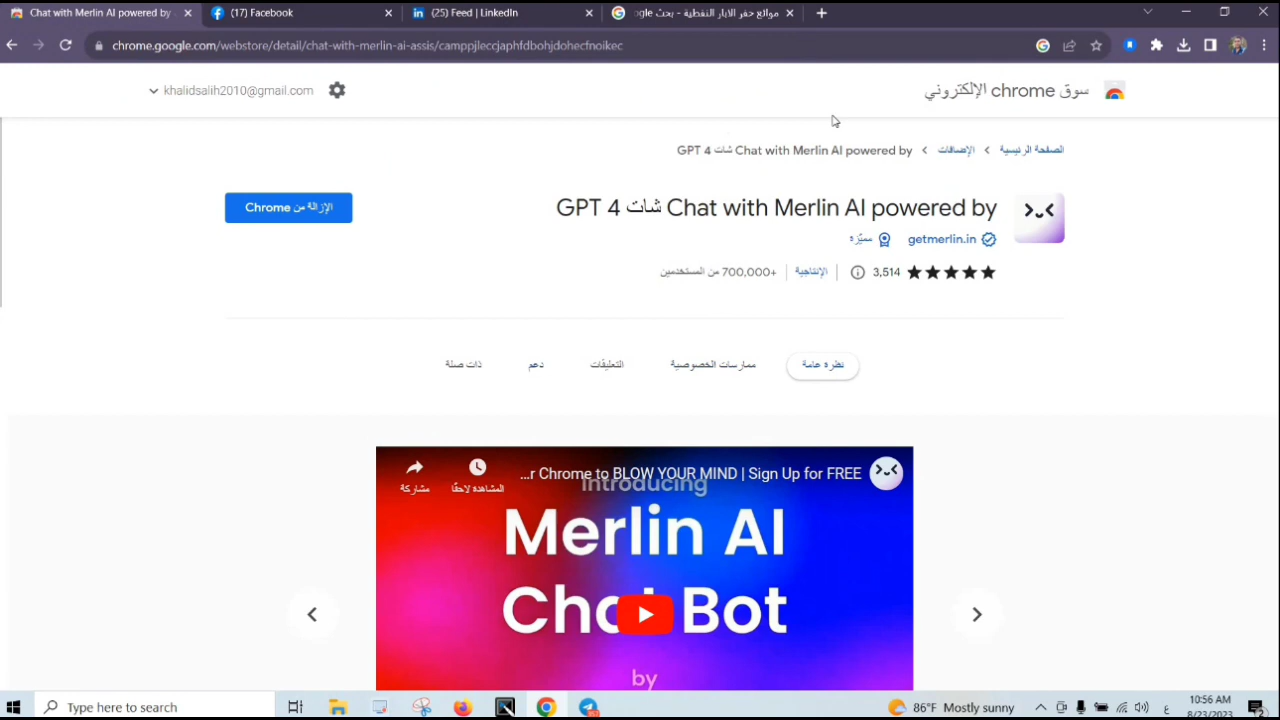 Chat with Merlin AI powered by
(17) Facebook
(25) Feed | LinkedIn
مواقع حفر الابار النفطية - بحث gle
chrome.google.com/webstore/detail/chat-with-merlin-ai-assis/camppjleccjaphfdbohjdohecfnoikec
سوق chrome الإلكتروني
khalidsalih2010@gmail.com
الصفحة الرئيسية > الإضافات > Chat with Merlin AI powered by شات GPT 4
Chat with Merlin AI powered by شات GPT 4
الإزالة من Chrome
getmerlin.in
مميّزة
3,514
الإنتاجية
+700,000 من المستخدمين
نظرة عامة
ممارسات الخصوصية
التعليقات
دعم
ذات صلة
...r Chrome to BLOW YOUR MIND | Sign Up for FREE
المشاهدة لاحقًا
مشاركة
Introducing
Merlin AI
Chat Bot
by
Type here to search
86°F Mostly sunny
ع
10:56 AM
8/23/2023
2